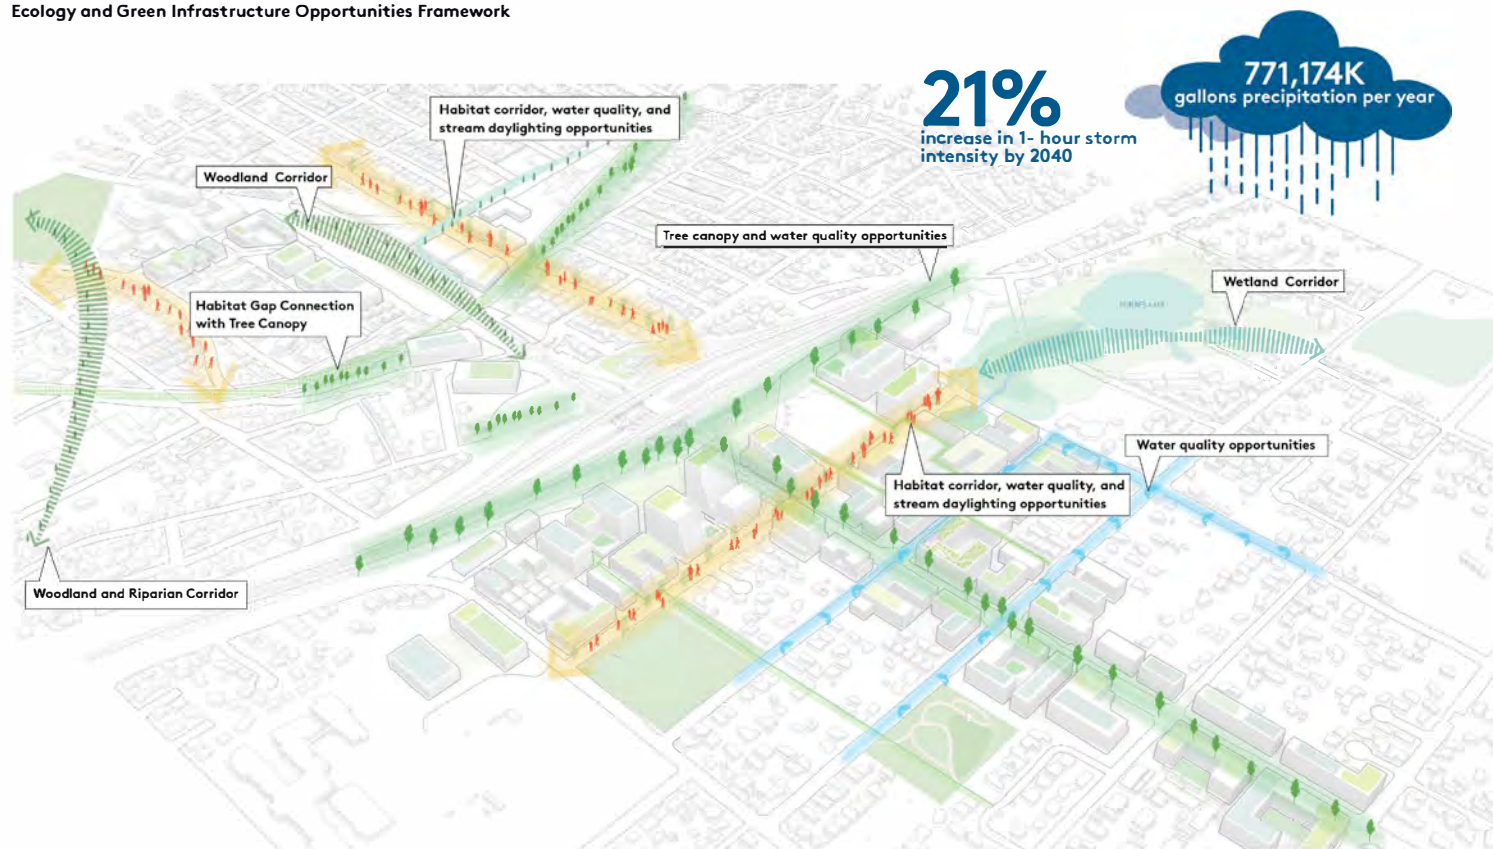 Ecology and Green Infrastructure Opportunities Framework
771,174K
gallons precipitation per year
21%
increase in 1- hour storm
intensity by 2040
Habitat corridor, water quality, and
stream daylighting opportunities
Woodland Corridor
Tree canopy and water quality opportunities
Wetland Corridor
Habitat Gap Connection
with Tree Canopy
Water quality opportunities
Habitat corridor, water quality, and
stream daylighting opportunities
Woodland and Riparian Corridor